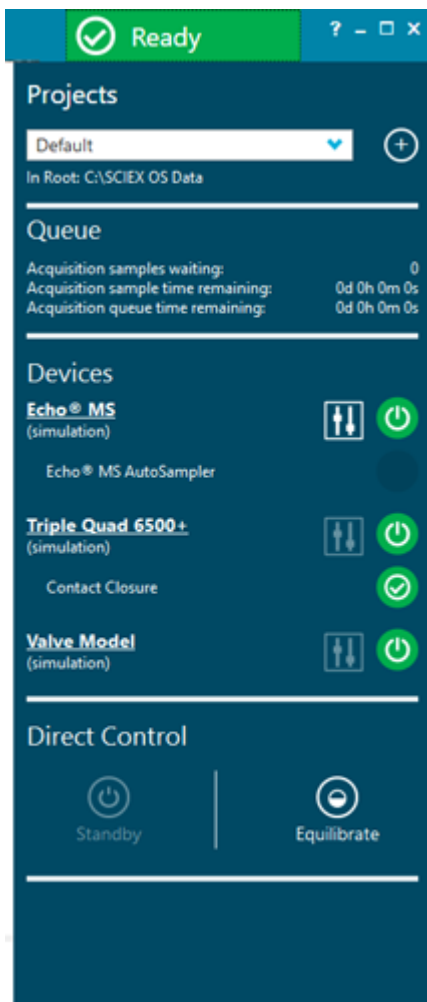 Ready
? – □ ×
Projects
Default
In Root: C:\SCIEX OS Data
Queue
Acquisition samples waiting: 0
Acquisition sample time remaining: 0d 0h 0m 0s
Acquisition queue time remaining: 0d 0h 0m 0s
Devices
Echo® MS
(simulation)
Echo® MS AutoSampler
Triple Quad 6500+
(simulation)
Contact Closure
Valve Model
(simulation)
Direct Control
Standby Equilibrate